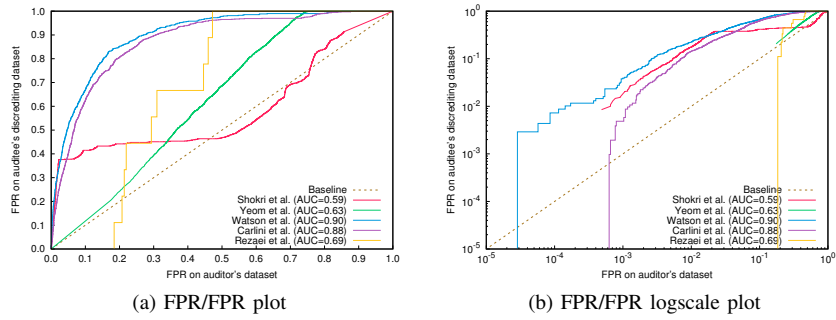 FPR on auditee's discrediting dataset
1.0
0.9
0.8
0.7
0.6
0.5
0.4
0.3
0.2
0.1
0.0
0.0 0.1 0.2 0.3 0.4 0.5 0.6 0.7 0.8 0.9 1.0
FPR on auditor's dataset
Baseline
Shokri et al. (AUC=0.59)
Yeom et al. (AUC=0.63)
Watson et al. (AUC=0.90)
Carlini et al. (AUC=0.88)
Rezaei et al. (AUC=0.69)
(a) FPR/FPR plot
FPR on auditee's discrediting dataset
10^0
10^-1
10^-2
10^-3
10^-4
10^-5
10^-5 10^-4 10^-3 10^-2 10^-1 10^0
FPR on auditor's dataset
Baseline
Shokri et al. (AUC=0.59)
Yeom et al. (AUC=0.63)
Watson et al. (AUC=0.90)
Carlini et al. (AUC=0.88)
Rezaei et al. (AUC=0.69)
(b) FPR/FPR logscale plot